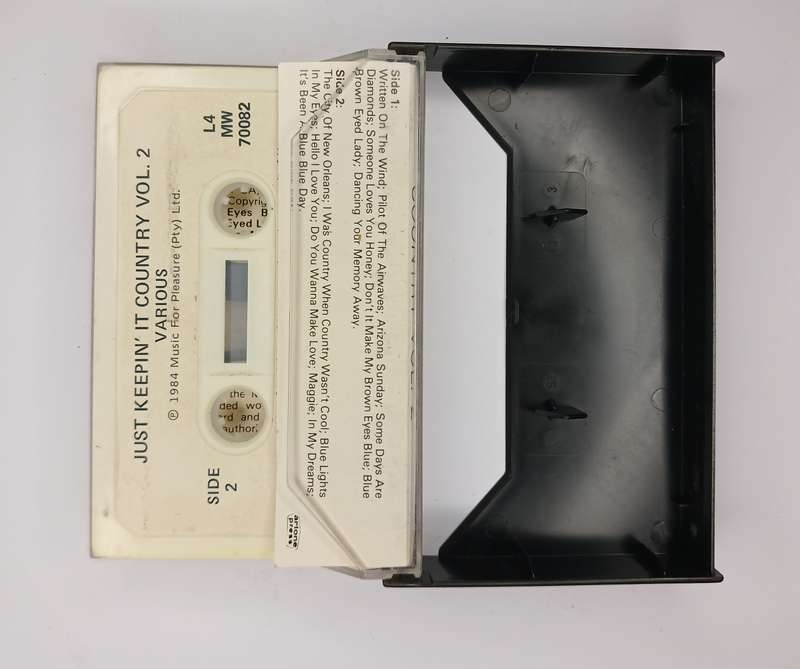 JUST KEEPIN' IT COUNTRY VOL. 2
VARIOUS
℗ 1984 Music For Pleasure (Pty) Ltd.
L4
MW
70082
Copyrig
Eyes B
Eyed L
the
ded wo
and
author
SIDE
2
Side 1:
Written On The Wind; Pilot Of The Airwaves; Arizona Sunday; Some Days Are
Diamonds; Someone Loves You Honey; Don't It Make My Brown Eyes Blue; Blue
Brown Eyed Lady; Dancing Your Memory Away.
Side 2:
The City Of New Orleans; I Was Country When Country Wasn't Cool; Blue Lights
In My Eyes; Hello I Love You; Do You Wanna Make Love; Maggie; In My Dreams;
It's Been A Blue Blue Day.
arione
press
COUNTRY VOL. 2
3